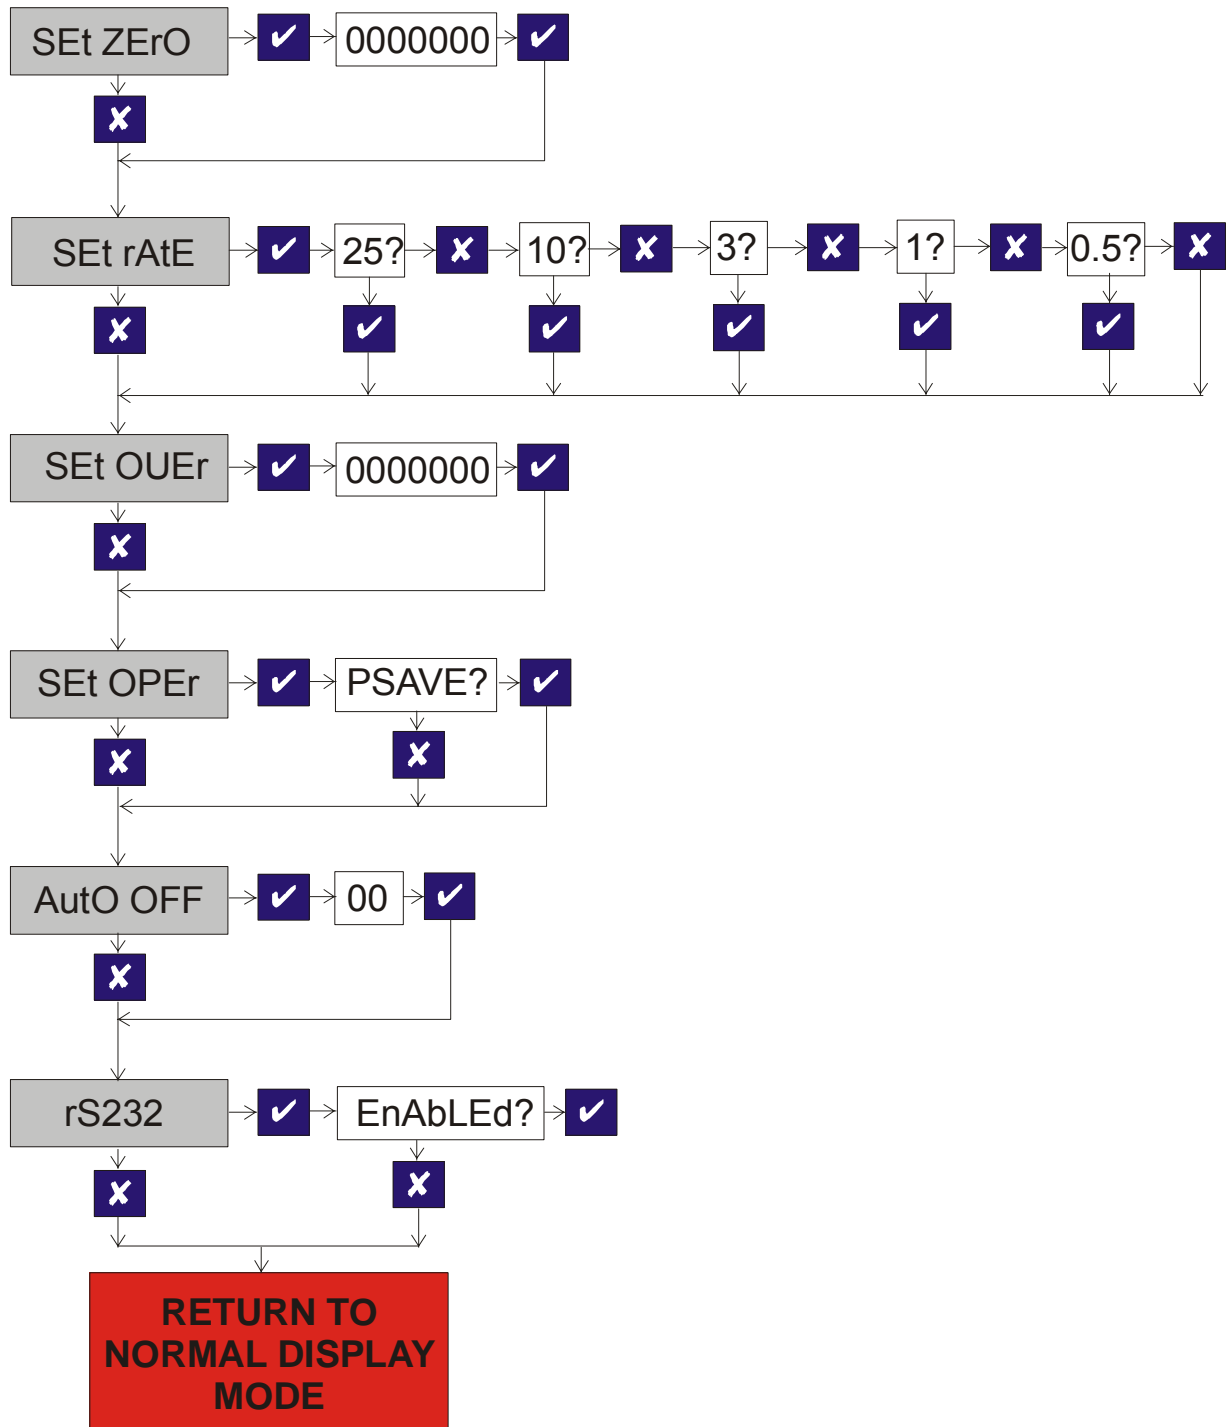 SEt ZErO ✔ 0000000 ✔
✘
SEt rAtE ✔ 25? ✘ 10? ✘ 3? ✘ 1? ✘ 0.5? ✘
✘ ✔ ✔ ✔ ✔ ✔
SEt OUEr ✔ 0000000 ✔
✘
SEt OPEr ✔ PSAVE? ✔
✘ ✘
AutO OFF ✔ 00 ✔
✘
rS232 ✔ EnAbLEd? ✔
✘ ✘
RETURN TO
NORMAL DISPLAY
MODE